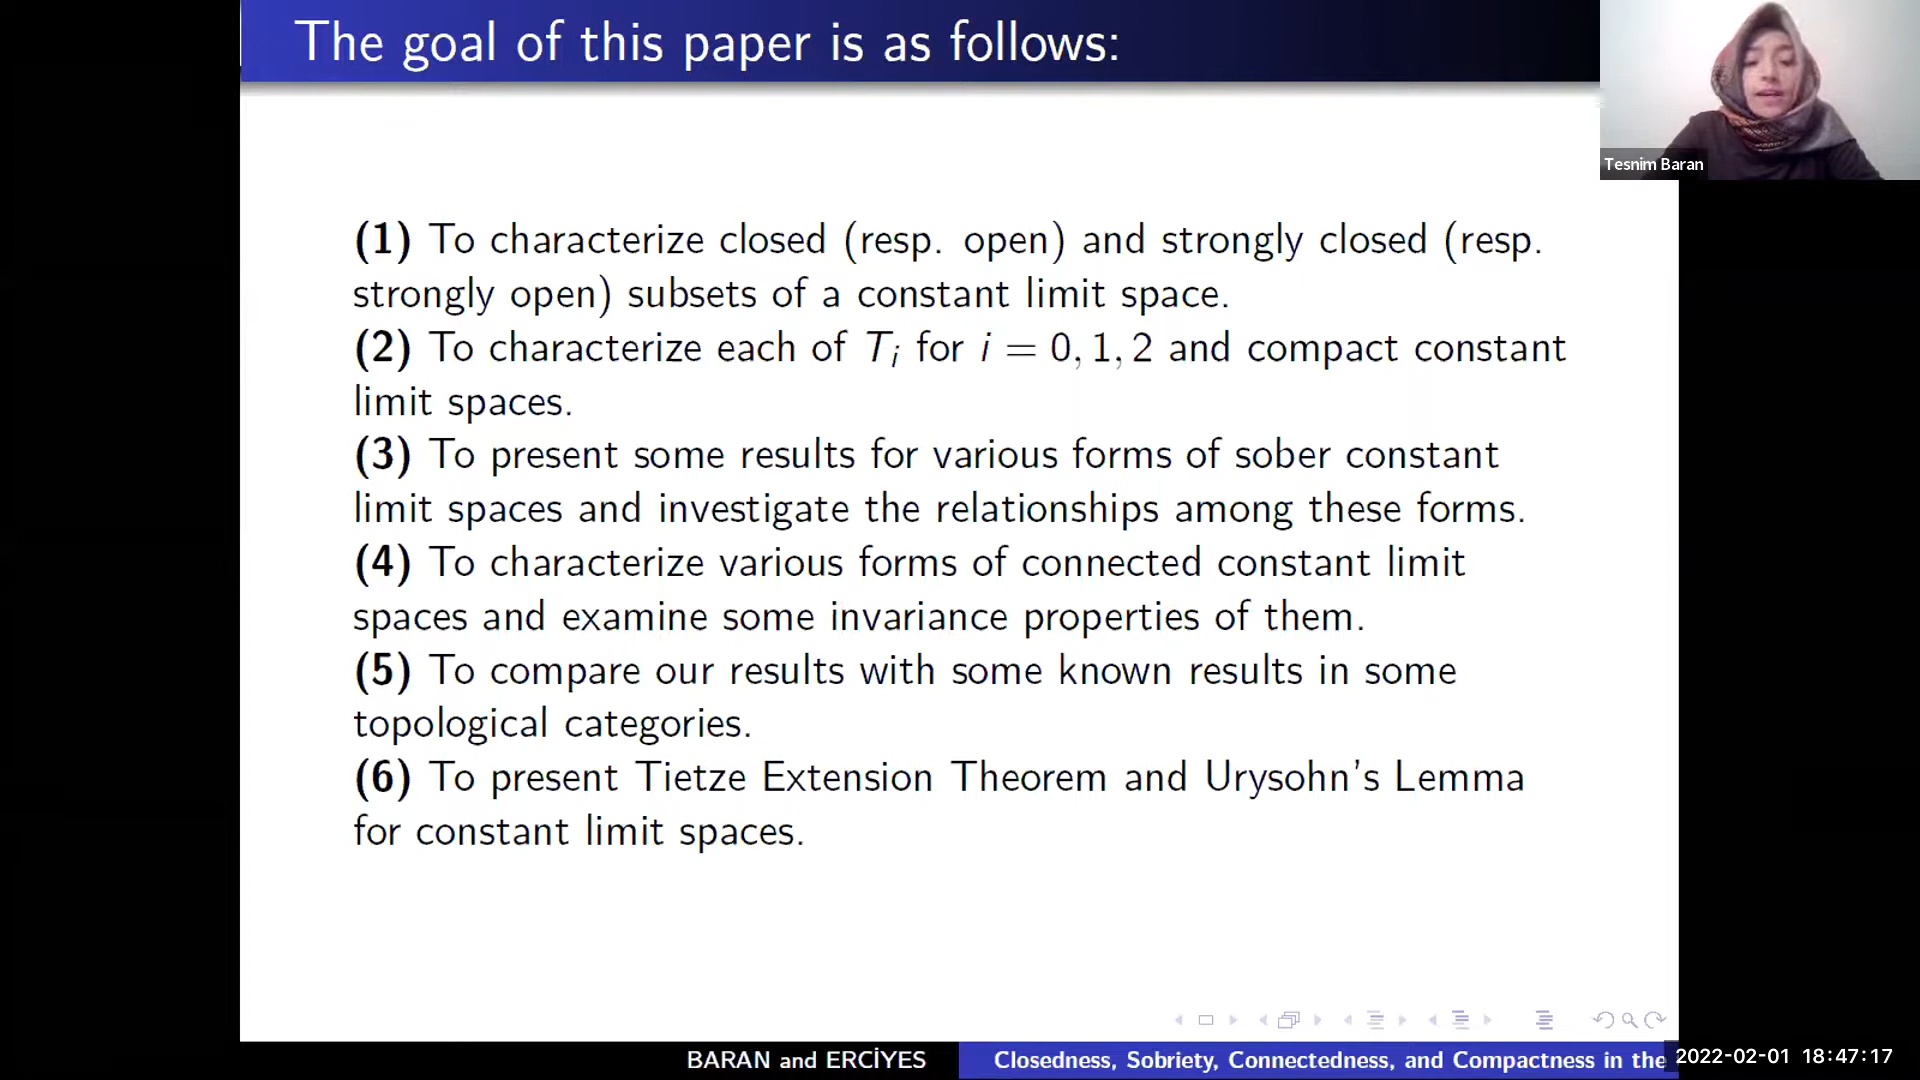 The goal of this paper is as follows:
Tesnim Baran
(1) To characterize closed (resp. open) and strongly closed (resp.
strongly open) subsets of a constant limit space.
(2) To characterize each of T_i for i = 0, 1, 2 and compact constant
limit spaces.
(3) To present some results for various forms of sober constant
limit spaces and investigate the relationships among these forms.
(4) To characterize various forms of connected constant limit
spaces and examine some invariance properties of them.
(5) To compare our results with some known results in some
topological categories.
(6) To present Tietze Extension Theorem and Urysohn's Lemma
for constant limit spaces.
BARAN and ERCİYES
Closedness, Sobriety, Connectedness, and Compactness in the
2022-02-01 18:47:17